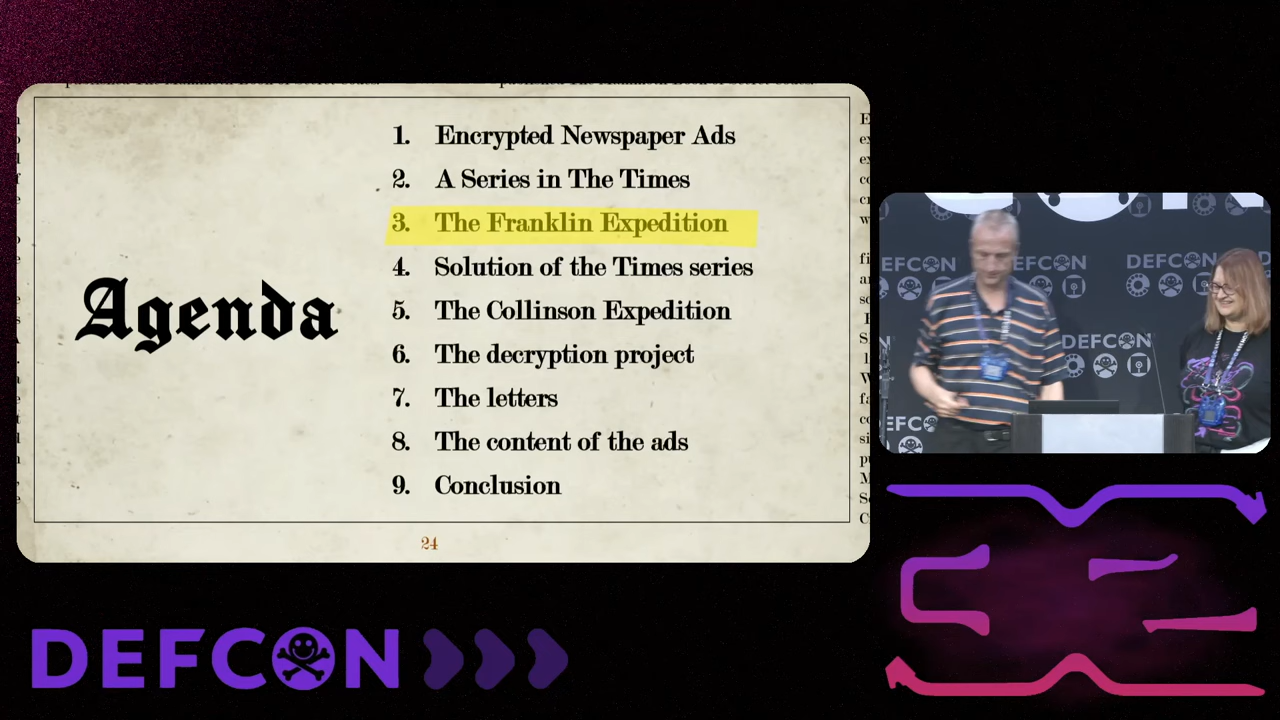 Agenda
1. Encrypted Newspaper Ads
2. A Series in The Times
3. The Franklin Expedition
4. Solution of the Times series
5. The Collinson Expedition
6. The decryption project
7. The letters
8. The content of the ads
9. Conclusion
24
DEFCON
DEFCON
DEFCON
DEFCON
DEFCON